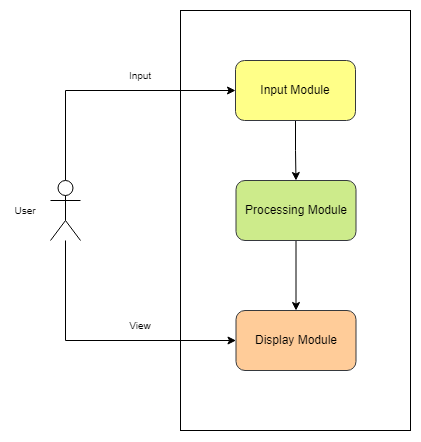 Input
Input Module
User
Processing Module
View
Display Module